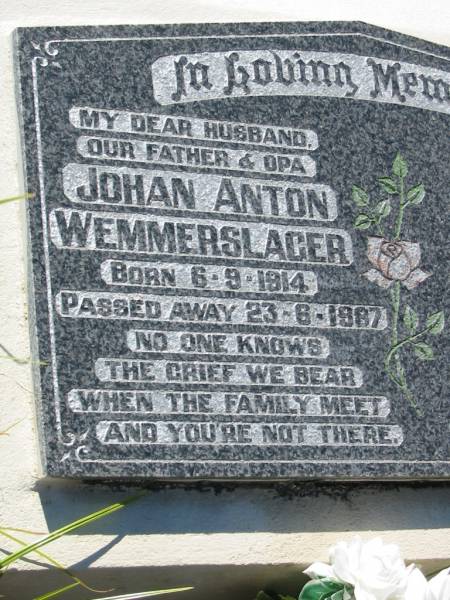 In Loving Mem
MY DEAR HUSBAND,
OUR FATHER & OPA
JOHAN ANTON
WEMMERSLAGER
BORN 6-9-1914
PASSED AWAY 23-6-1987
NO ONE KNOWS
THE GRIEF WE BEAR
WHEN THE FAMILY MEET
AND YOU'RE NOT THERE